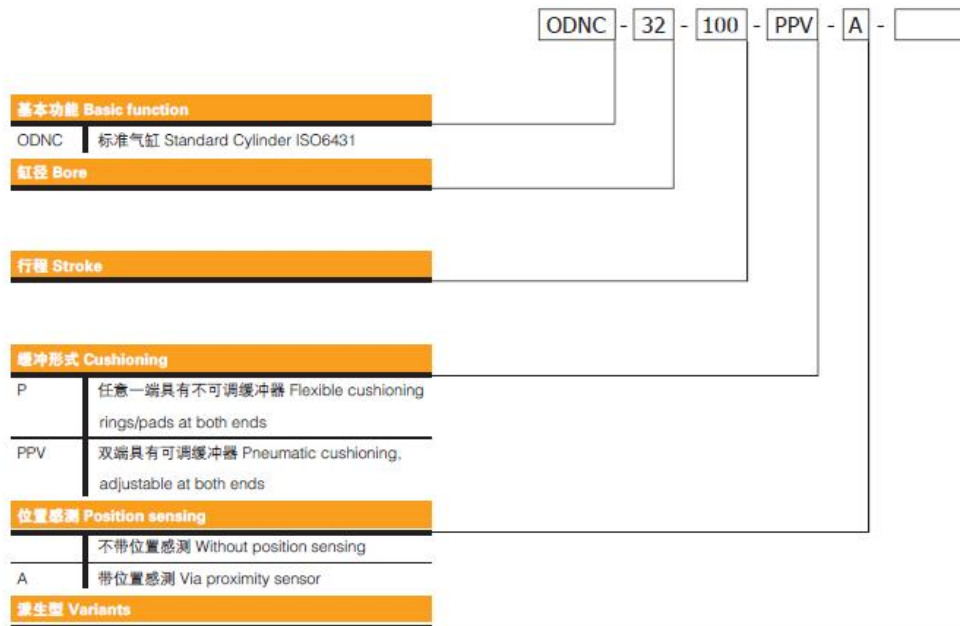 ODNC - 32 - 100 - PPV - A -
基本功能 Basic function
ODNC 标准气缸 Standard Cylinder ISO6431
缸径 Bore
行程 Stroke
缓冲形式 Cushioning
P 任意一端具有不可调缓冲器 Flexible cushioning
rings/pads at both ends
PPV 双端具有可调缓冲器 Pneumatic cushioning,
adjustable at both ends
位置感测 Position sensing
不带位置感测 Without position sensing
A 带位置感测 Via proximity sensor
派生型 Variants